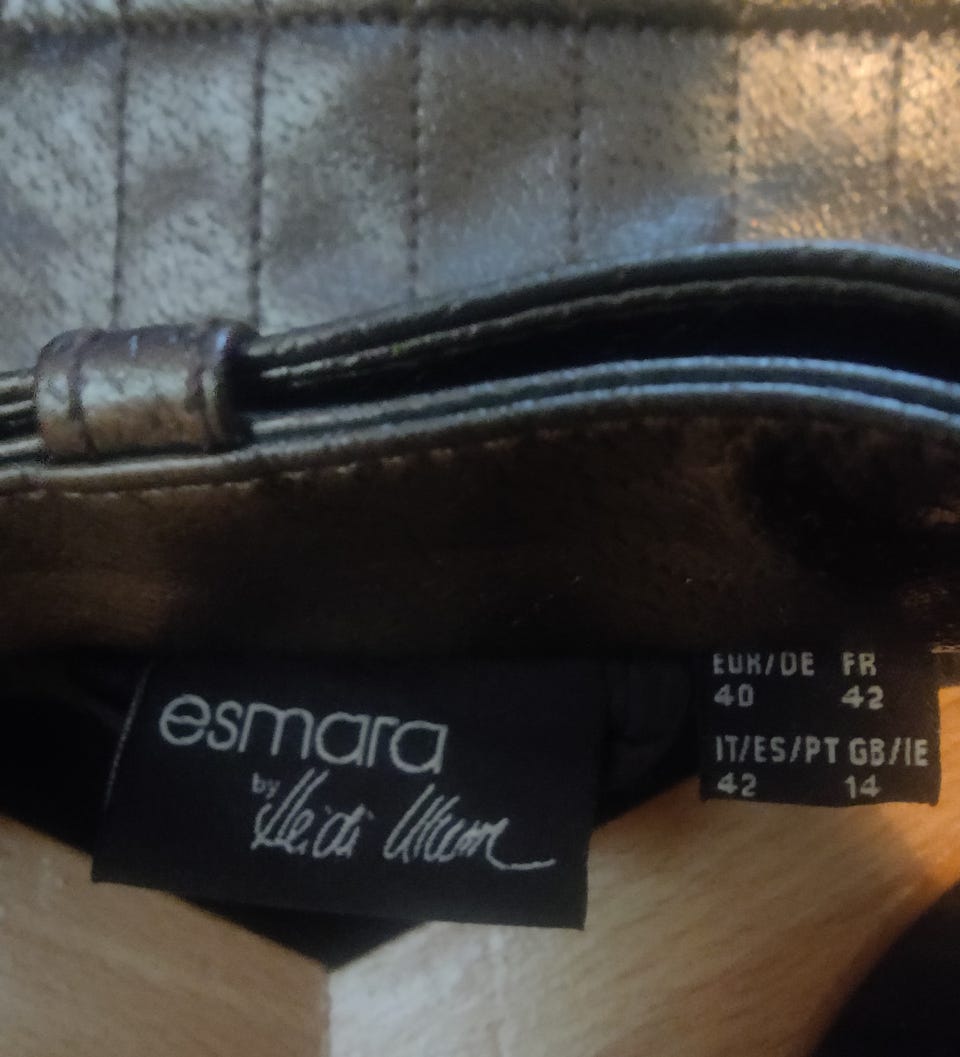 esmara
by Heidi Klum
EUR/DE FR
40 42
IT/ES/PT GB/IE
42 14